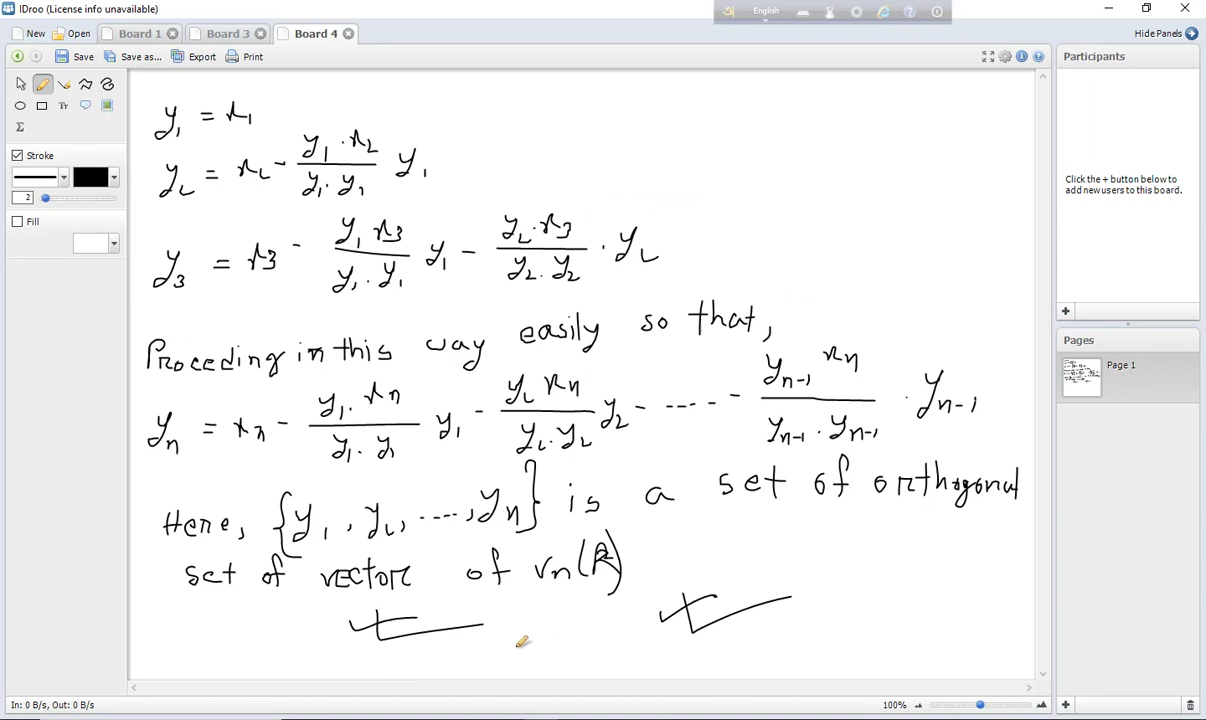 IDroo (License info unavailable)
English
New Open Board 1 Board 3 Board 4 Hide Panels
Save Save as... Export Print
Participants
Click the + button below to
add new users to this board.
Stroke
2
Fill
Pages
Page 1
y₁ = x₁
y₂ = x₂ - (y₁·x₂)/(y₁·y₁) y₁
y₃ = x₃ - (y₁ x₃)/(y₁·y₁) y₁ - (y₂·x₃)/(y₂·y₂) · y₂
Proceding in this way easily so that,
yₙ = xₙ - (y₁·xₙ)/(y₁·y₁) y₁ - (y₂ xₙ)/(y₂·y₂) y₂ - ...... - (yₙ₋₁ xₙ)/(yₙ₋₁·yₙ₋₁) · yₙ₋₁
Here, {y₁, y₂, ...., yₙ} is a set of orthogonal
set of vector of vn(R)
In: 0 B/s, Out: 0 B/s 100%